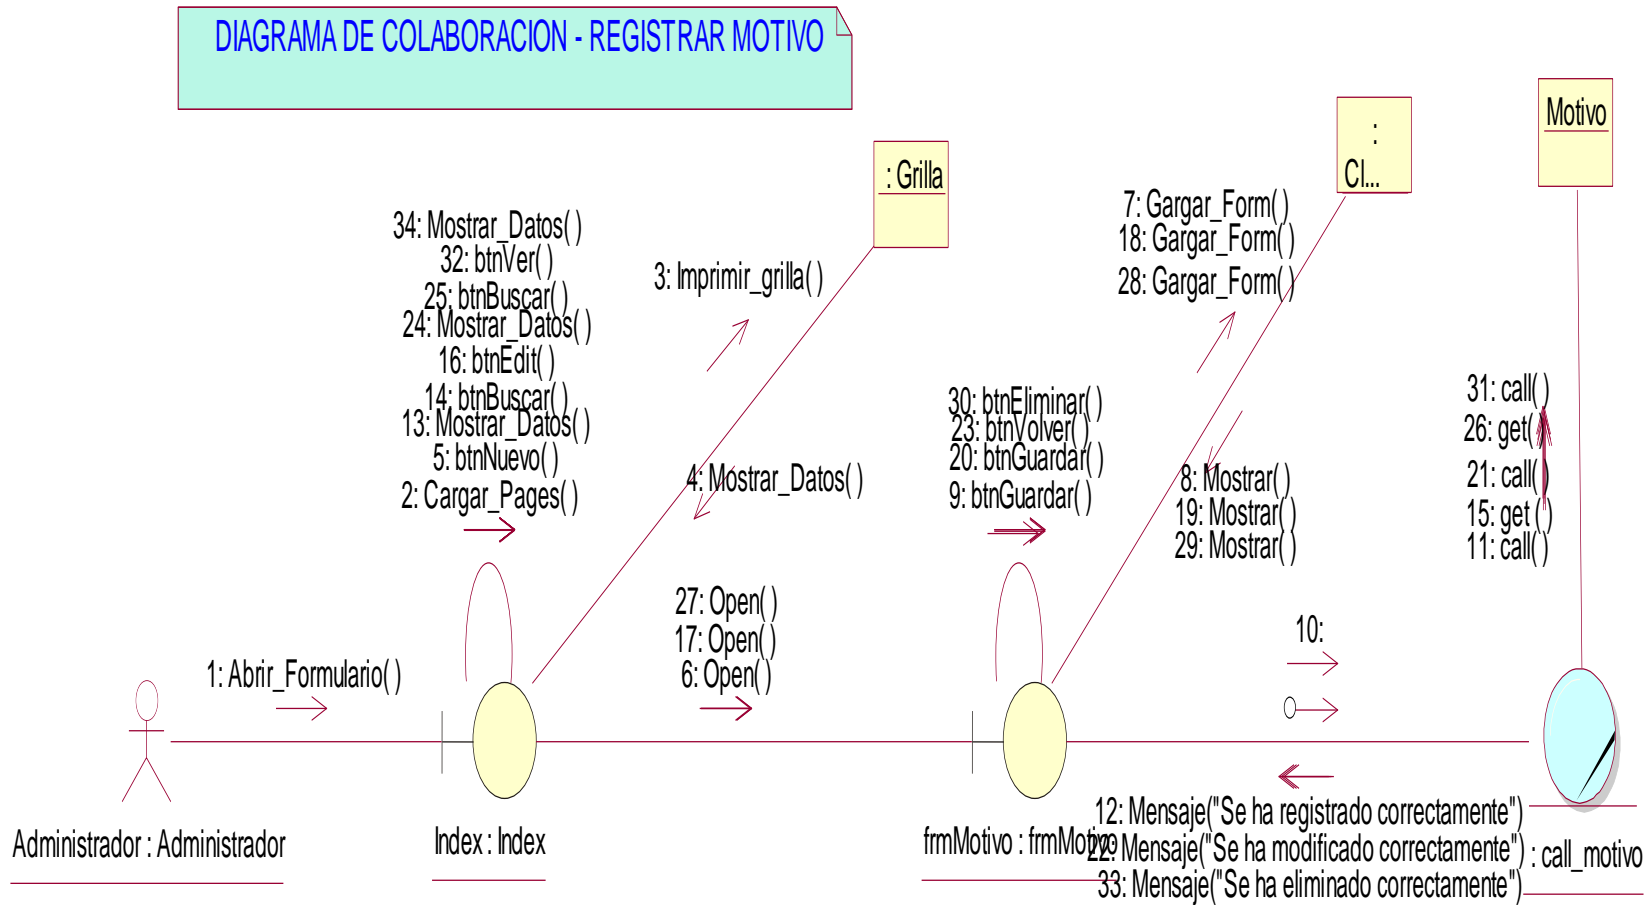 DIAGRAMA DE COLABORACION - REGISTRAR MOTIVO
Motivo
:
Cl...
: Grilla
34: Mostrar_Datos( )
32: btnVer( )
25: btnBuscar( )
24: Mostrar_Datos( )
16: btnEdit( )
14: btnBuscar( )
13: Mostrar_Datos( )
5: btnNuevo( )
2: Cargar_Pages( )
3: Imprimir_grilla( )
4: Mostrar_Datos( )
7: Gargar_Form( )
18: Gargar_Form( )
28: Gargar_Form( )
30: btnEliminar( )
23: btnVolver( )
20: btnGuardar( )
9: btnGuardar( )
8: Mostrar( )
19: Mostrar( )
29: Mostrar( )
31: call( )
26: get( )
21: call( )
15: get ( )
11: call( )
27: Open( )
17: Open( )
6: Open( )
10:
1: Abrir_Formulario( )
12: Mensaje("Se ha registrado correctamente")
22: Mensaje("Se ha modificado correctamente")
33: Mensaje("Se ha eliminado correctamente")
Administrador : Administrador
Index : Index
frmMotivo : frmMotivo
: call_motivo